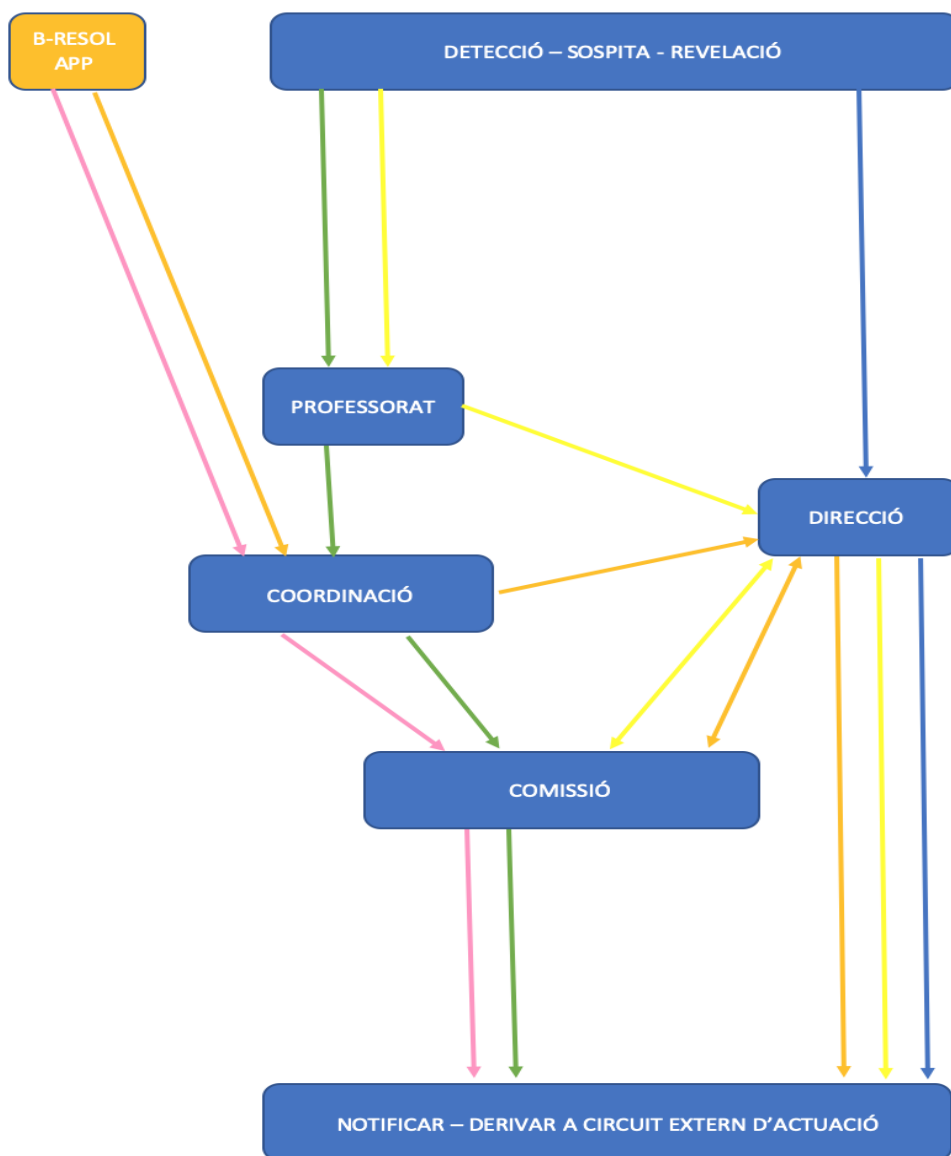 B-RESOL
APP
DETECCIÓ – SOSPITA - REVELACIÓ
PROFESSORAT
DIRECCIÓ
COORDINACIÓ
COMISSIÓ
NOTIFICAR – DERIVAR A CIRCUIT EXTERN D’ACTUACIÓ